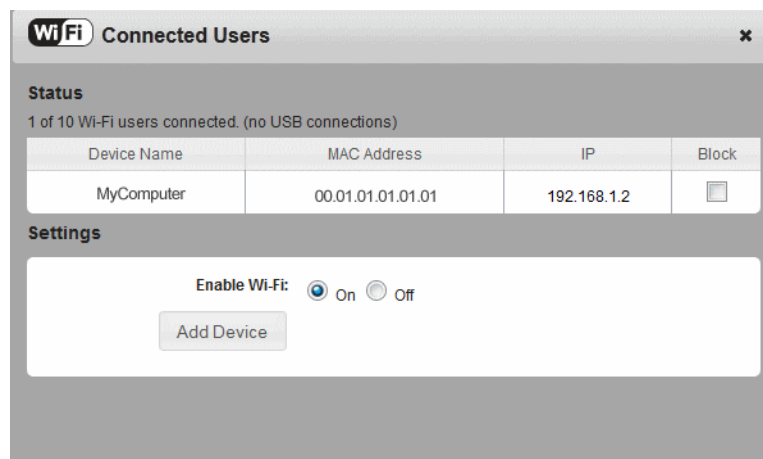 WiFi Connected Users ×
Status
1 of 10 Wi-Fi users connected. (no USB connections)
Device Name MAC Address IP Block
MyComputer 00.01.01.01.01.01 192.168.1.2
Settings
Enable Wi-Fi: On Off
Add Device